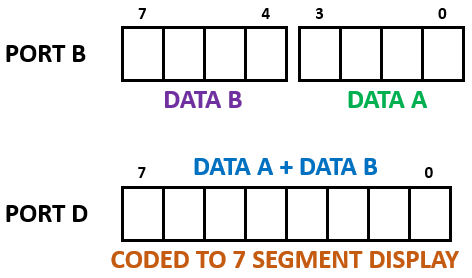 7 4 3 0
PORT B
DATA B DATA A
DATA A + DATA B
7 0
PORT D
CODED TO 7 SEGMENT DISPLAY